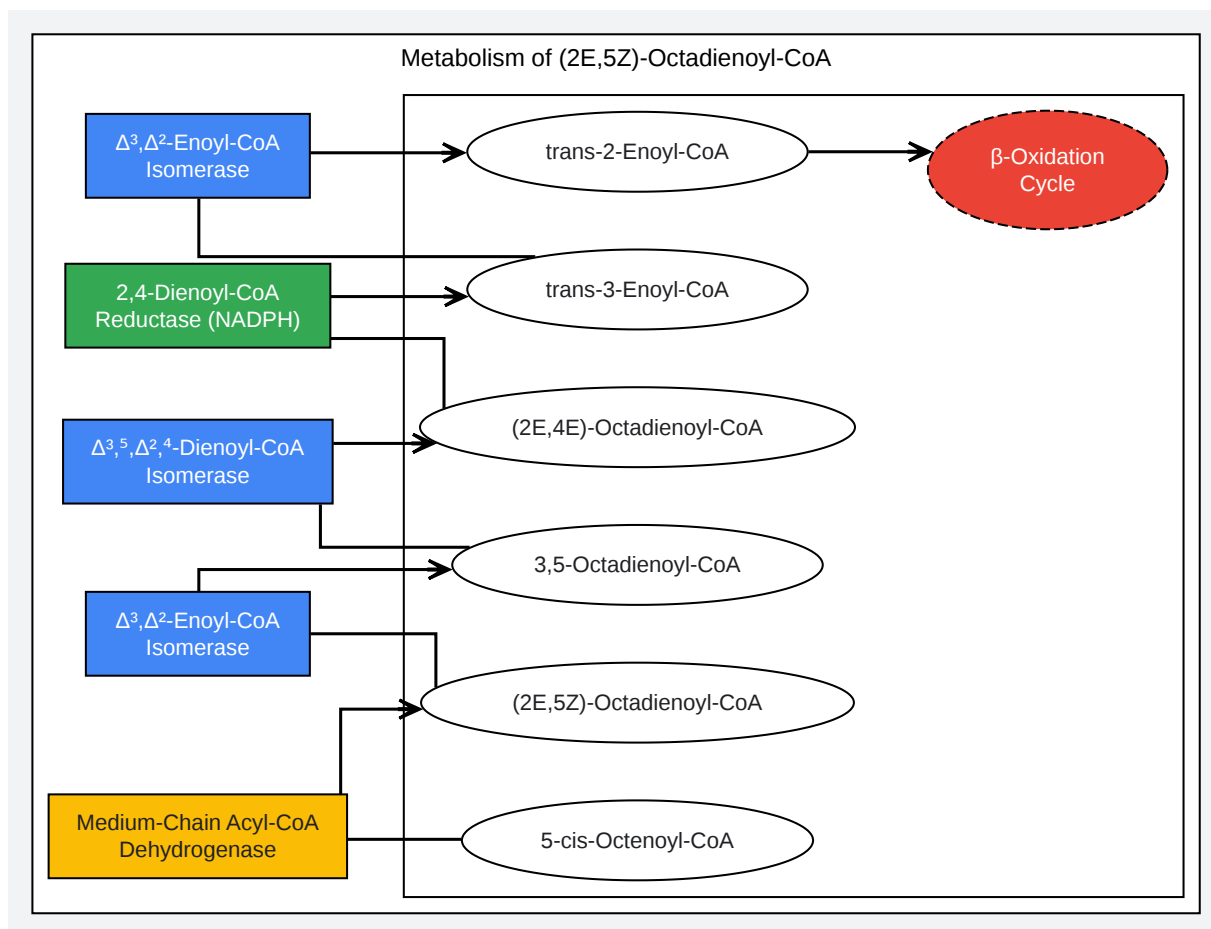 Metabolism of (2E,5Z)-Octadienoyl-CoA
Δ³,Δ²-Enoyl-CoA
Isomerase
trans-2-Enoyl-CoA
β-Oxidation
Cycle
2,4-Dienoyl-CoA
Reductase (NADPH)
trans-3-Enoyl-CoA
(2E,4E)-Octadienoyl-CoA
Δ³,⁵,Δ²,⁴-Dienoyl-CoA
Isomerase
3,5-Octadienoyl-CoA
Δ³,Δ²-Enoyl-CoA
Isomerase
(2E,5Z)-Octadienoyl-CoA
Medium-Chain Acyl-CoA
Dehydrogenase
5-cis-Octenoyl-CoA